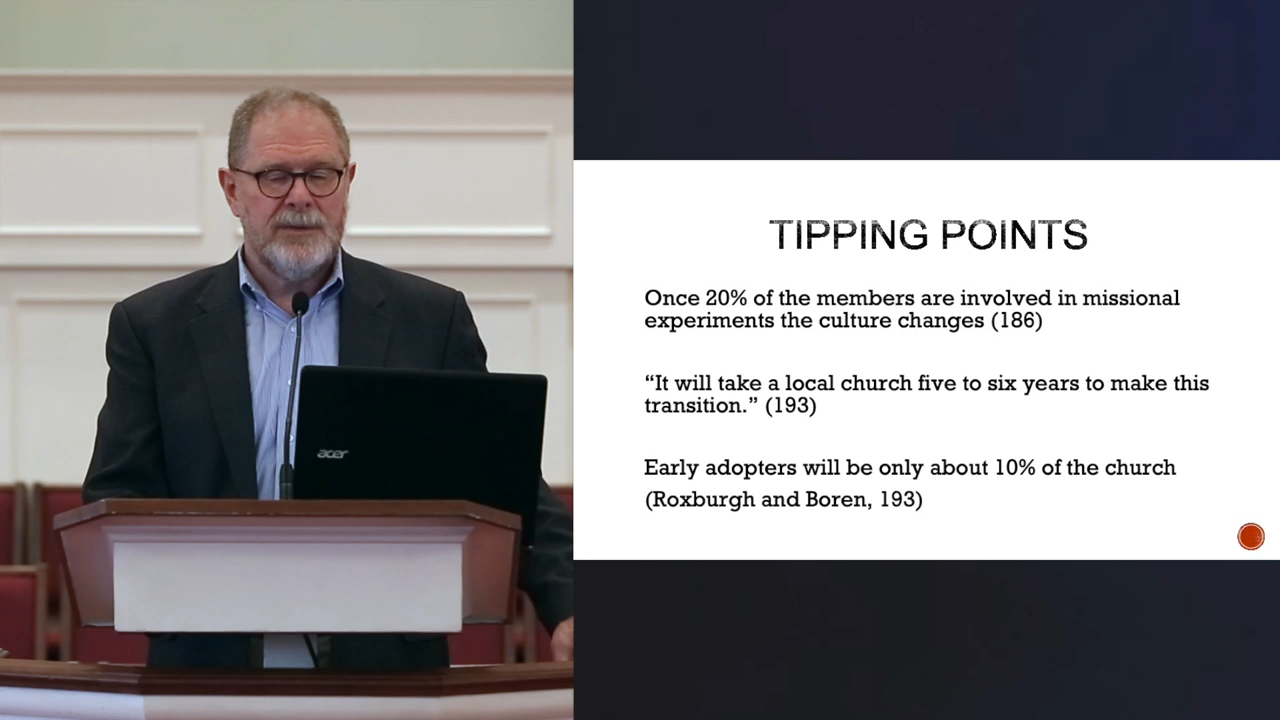 acer
TIPPING POINTS
Once 20% of the members are involved in missional
experiments the culture changes (186)
“It will take a local church five to six years to make this
transition.” (193)
Early adopters will be only about 10% of the church
(Roxburgh and Boren, 193)